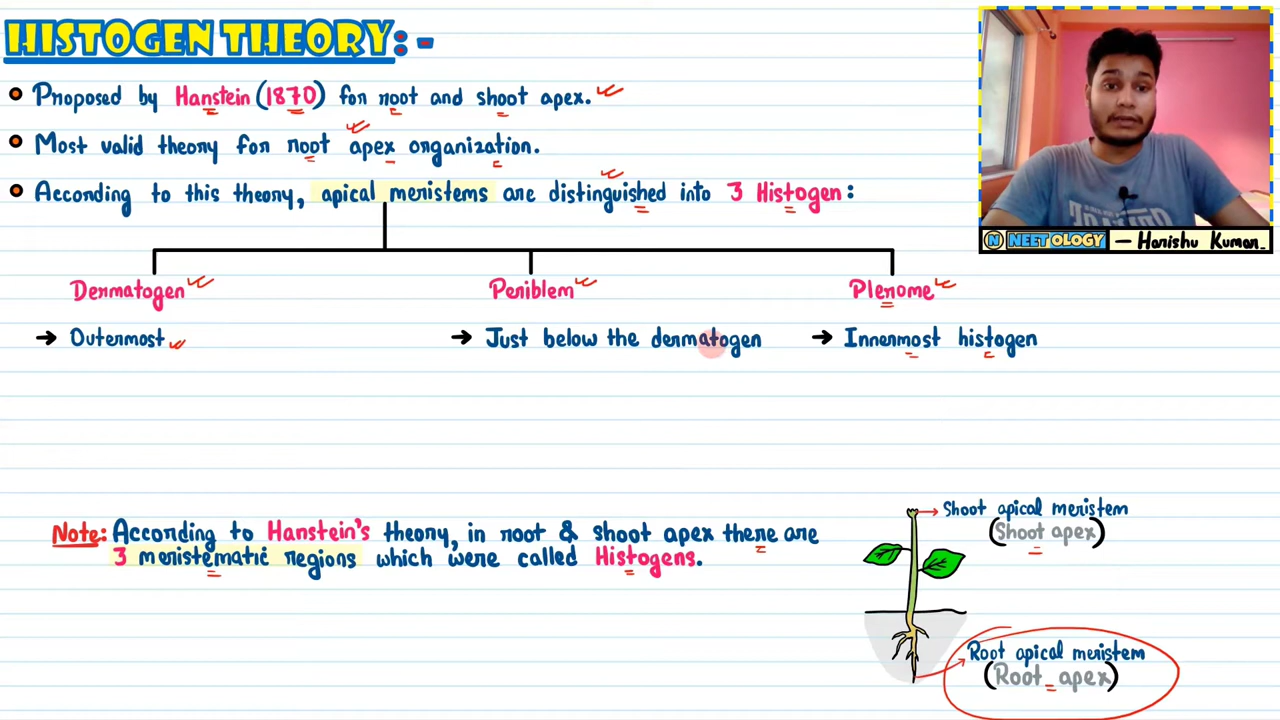 HISTOGEN THEORY:-
Proposed by Hanstein (1870) for root and shoot apex.
Most valid theory for root apex organization.
According to this theory, apical meristems are distinguished into 3 Histogen:
Dermatogen
Periblem
Plerome
→ Outermost
→ Just below the dermatogen
→ Innermost histogen
Note: According to Hanstein's theory, in root & shoot apex there are
3 meristematic regions which were called Histogens.
Shoot apical meristem
(Shoot apex)
Root apical meristem
(Root apex)
N NEETOLOGY — Harishu Kumar